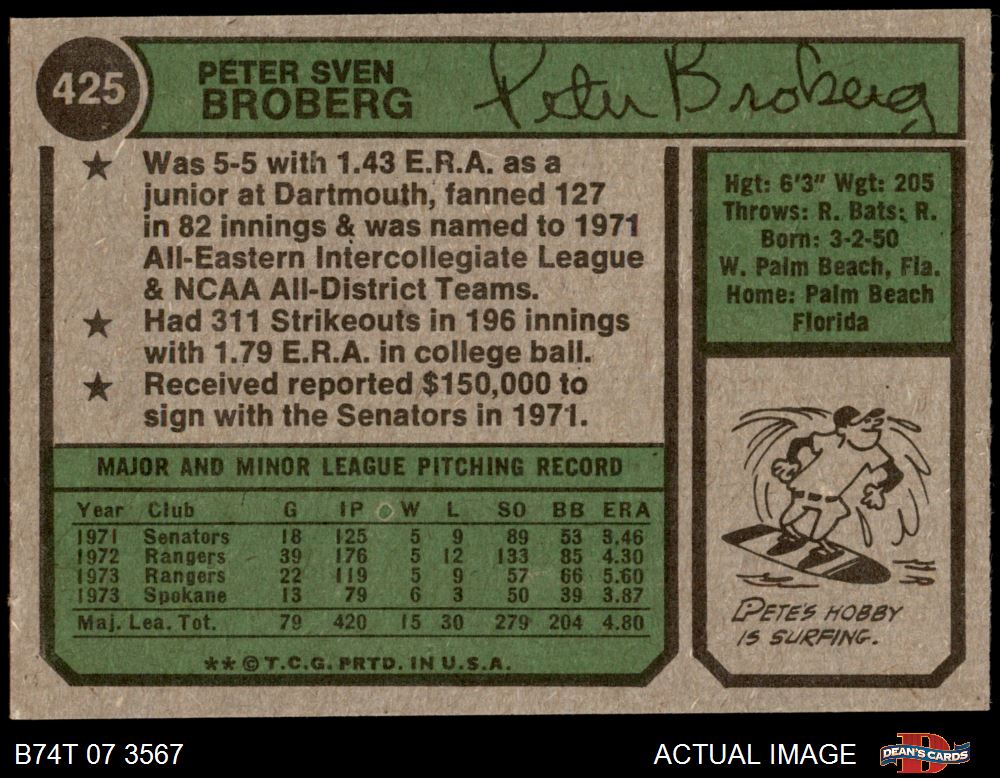 425
PETER SVEN
BROBERG
Peter Broberg
★ Was 5-5 with 1.43 E.R.A. as a
junior at Dartmouth, fanned 127
in 82 innings & was named to 1971
All-Eastern Intercollegiate League
& NCAA All-District Teams.
★ Had 311 Strikeouts in 196 innings
with 1.79 E.R.A. in college ball.
★ Received reported $150,000 to
sign with the Senators in 1971.
Hgt: 6'3" Wgt: 205
Throws: R. Bats: R.
Born: 3-2-50
W. Palm Beach, Fla.
Home: Palm Beach
Florida
MAJOR AND MINOR LEAGUE PITCHING RECORD
Year Club G IP W L SO BB ERA
1971 Senators 18 125 5 9 89 53 3.46
1972 Rangers 39 176 5 12 133 85 4.30
1973 Rangers 22 119 5 9 57 66 5.60
1973 Spokane 13 79 6 3 50 39 3.87
Maj. Lea. Tot. 79 420 15 30 279 204 4.80
** © T.C.G. PRTD. IN U.S.A.
PETE'S HOBBY
IS SURFING.
B74T 07 3567
ACTUAL IMAGE
D
DEAN'S CARDS